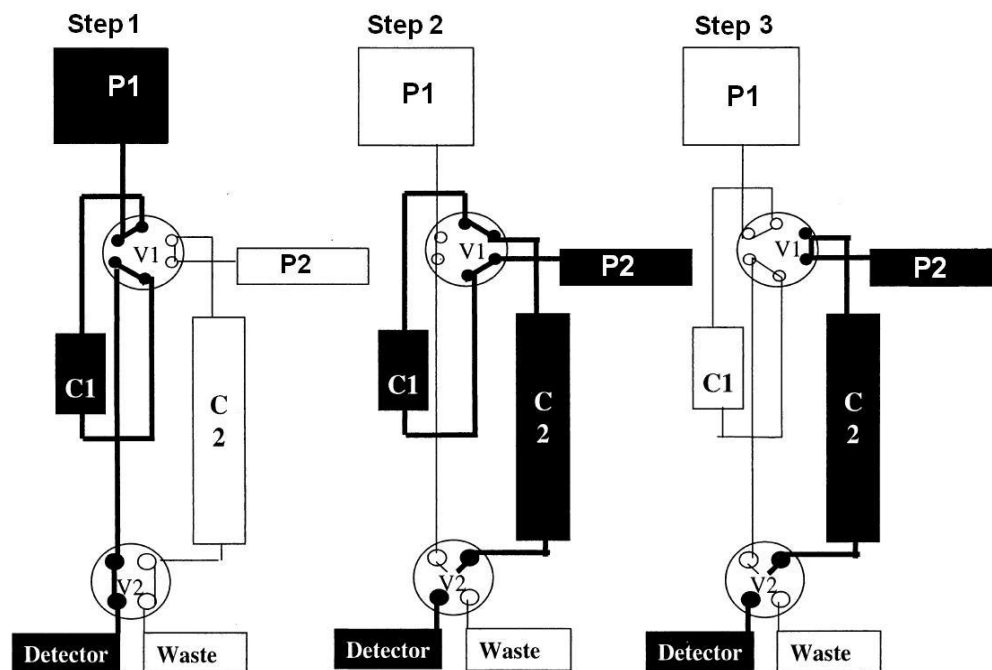 Step 1
Step 2
Step 3
P1
P1
P1
V1
V1
V1
P2
P2
P2
C1
C1
C1
C
2
C
2
C
2
V2
V2
V2
Detector
Waste
Detector
Waste
Detector
Waste